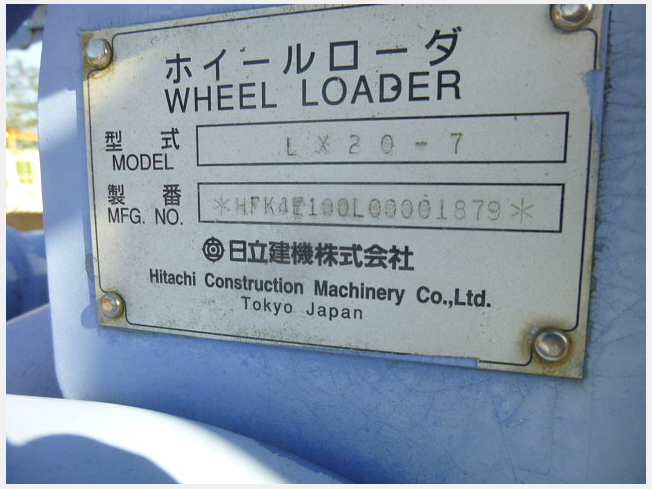 ホイールローダ
WHEEL LOADER
型 式 LX20-7
MODEL
製 番 *HFK4E100L00001879*
MFG. NO.
日立建機株式会社
Hitachi Construction Machinery Co.,Ltd.
Tokyo Japan